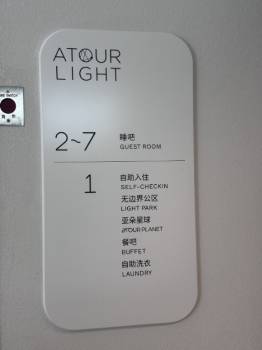 ATOUR
LIGHT
2~7
睡吧
GUEST ROOM
1
自助入住
SELF-CHECKIN
无边界公区
LIGHT PARK
亚朵星球
ATOUR PLANET
餐吧
BUFFET
自助洗衣
LAUNDRY